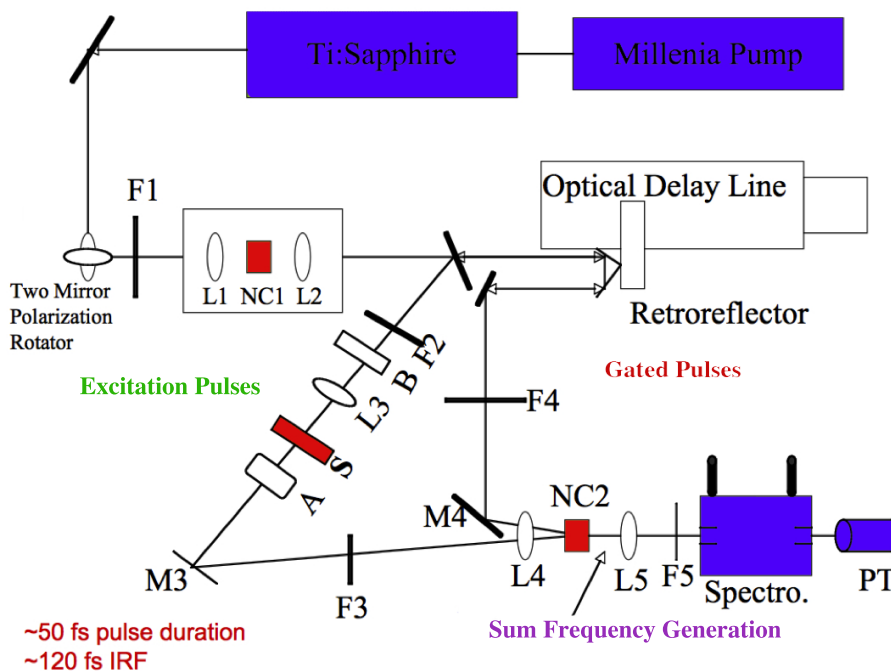 Ti:Sapphire
Millenia Pump
F1
Optical Delay Line
L1
NC1
L2
Two Mirror
Polarization
Rotator
Retroreflector
F2
B
L3
S
A
Excitation Pulses
Gated Pulses
F4
M4
NC2
M3
F3
L4
L5
F5
Spectro.
PT
Sum Frequency Generation
~50 fs pulse duration
~120 fs IRF